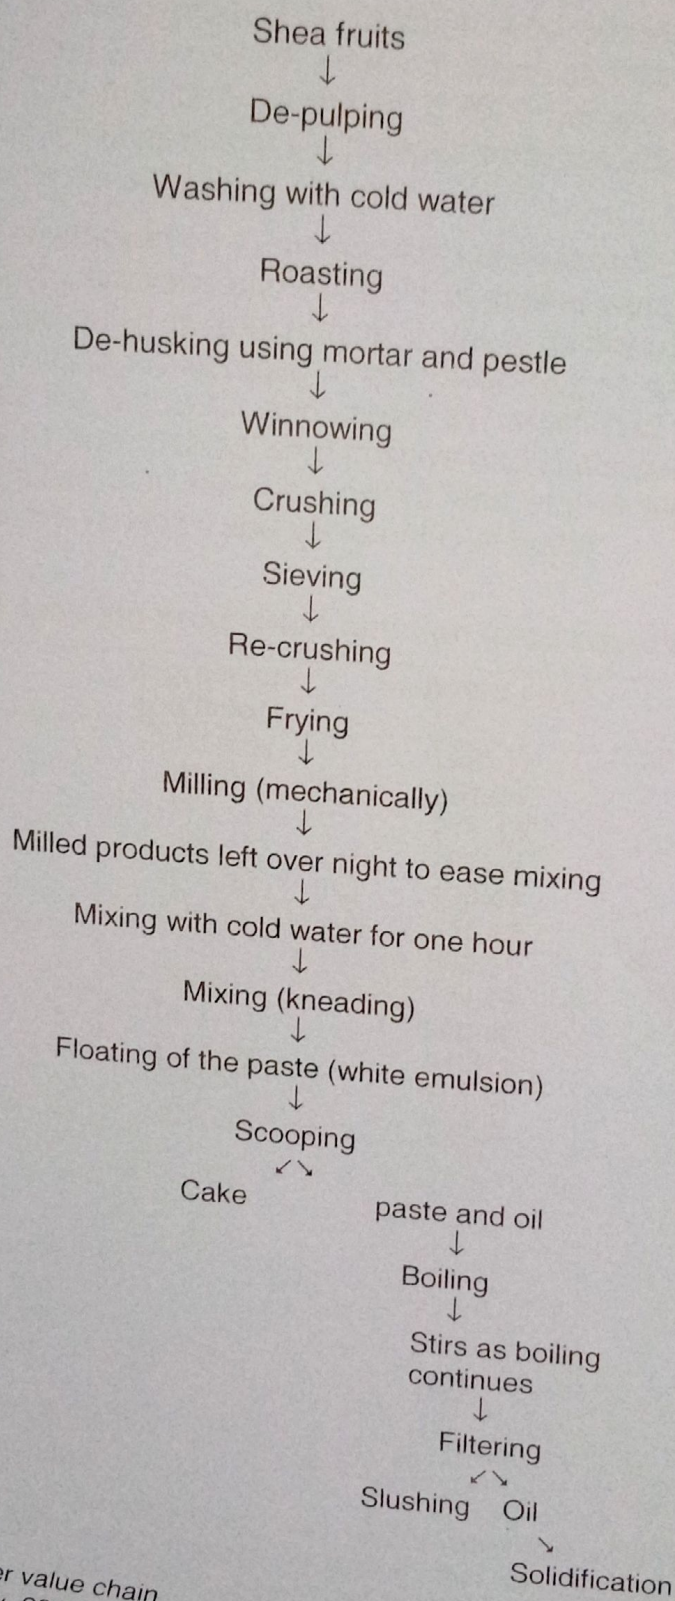 Shea fruits
↓
De-pulping
↓
Washing with cold water
↓
Roasting
↓
De-husking using mortar and pestle
↓
Winnowing
↓
Crushing
↓
Sieving
↓
Re-crushing
↓
Frying
↓
Milling (mechanically)
↓
Milled products left over night to ease mixing
↓
Mixing with cold water for one hour
↓
Mixing (kneading)
↓
Floating of the paste (white emulsion)
↓
Scooping
↙↘
Cake paste and oil
↓
Boiling
↓
Stirs as boiling
continues
↓
Filtering
↙↘
Slushing Oil
↘
Solidification
value chain